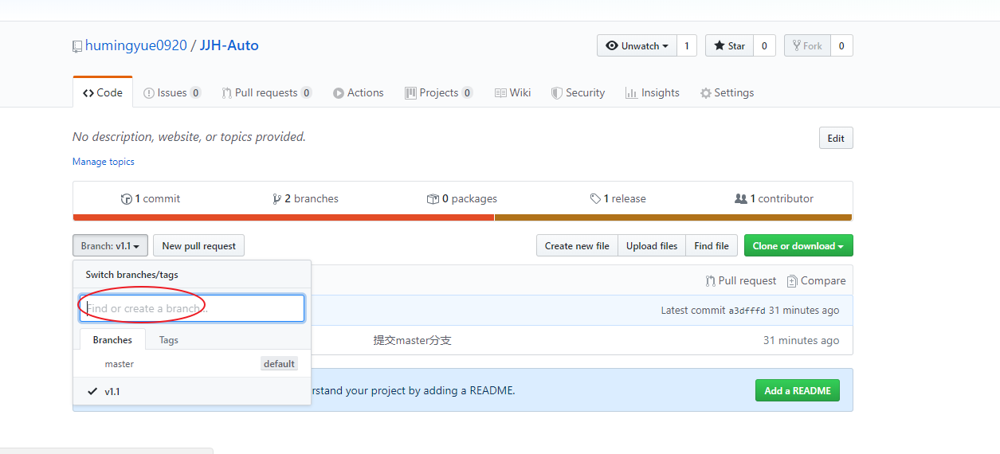 humingyue0920 / JJH-Auto
Unwatch 1 Star 0 Fork 0
Code Issues 0 Pull requests 0 Actions Projects 0 Wiki Security Insights Settings
No description, website, or topics provided.
Edit
Manage topics
1 commit 2 branches 0 packages 1 release 1 contributor
Branch: v1.1 New pull request Create new file Upload files Find file Clone or download
Switch branches/tags
Pull request Compare
Find or create a branch...
Latest commit a3dfffd 31 minutes ago
Branches Tags
提交master分支 31 minutes ago
master default
v1.1
rstand your project by adding a README.
Add a README